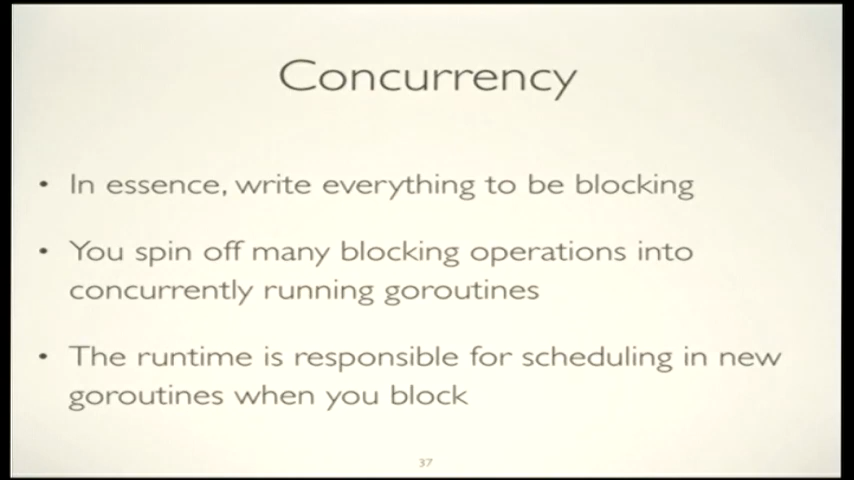 Concurrency
• In essence, write everything to be blocking
• You spin off many blocking operations into
concurrently running goroutines
• The runtime is responsible for scheduling in new
goroutines when you block
37